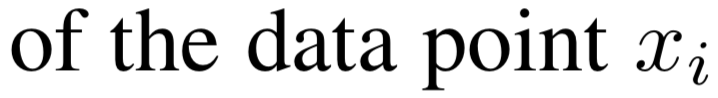 of the data point $x_i$